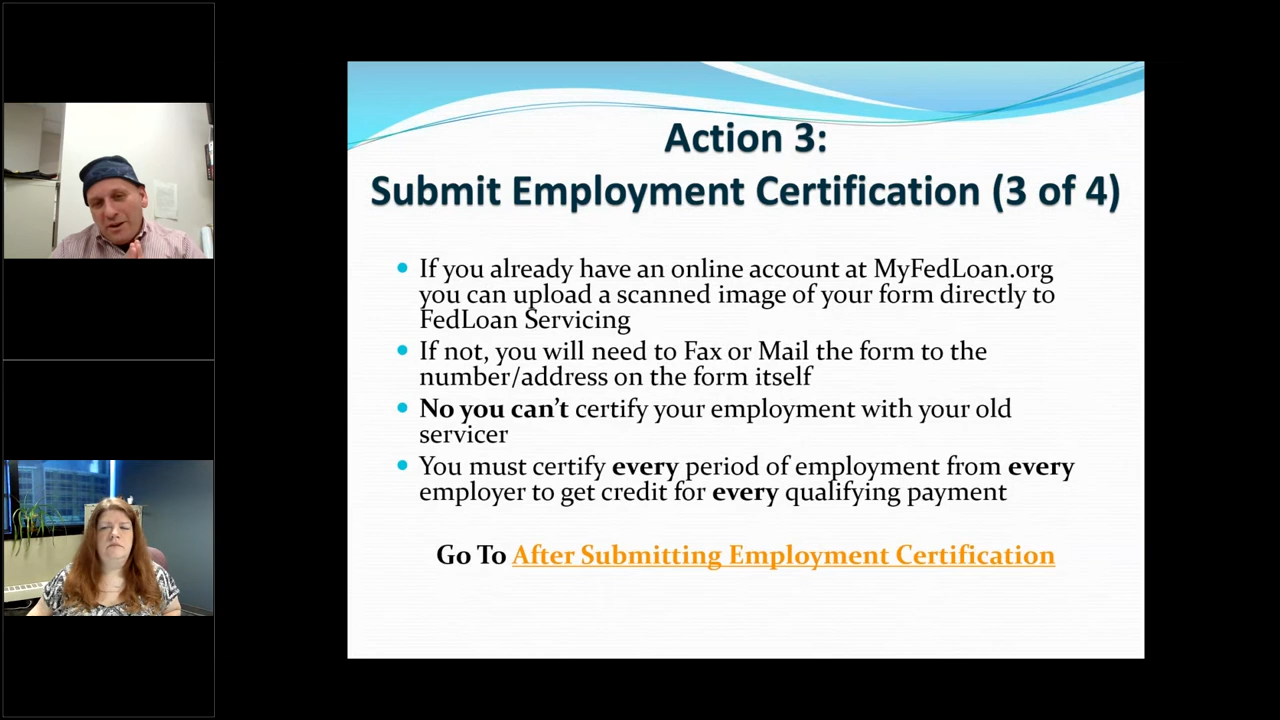 Action 3:
Submit Employment Certification (3 of 4)
If you already have an online account at MyFedLoan.org
you can upload a scanned image of your form directly to
FedLoan Servicing
If not, you will need to Fax or Mail the form to the
number/address on the form itself
No you can't certify your employment with your old
servicer
You must certify every period of employment from every
employer to get credit for every qualifying payment
Go To After Submitting Employment Certification